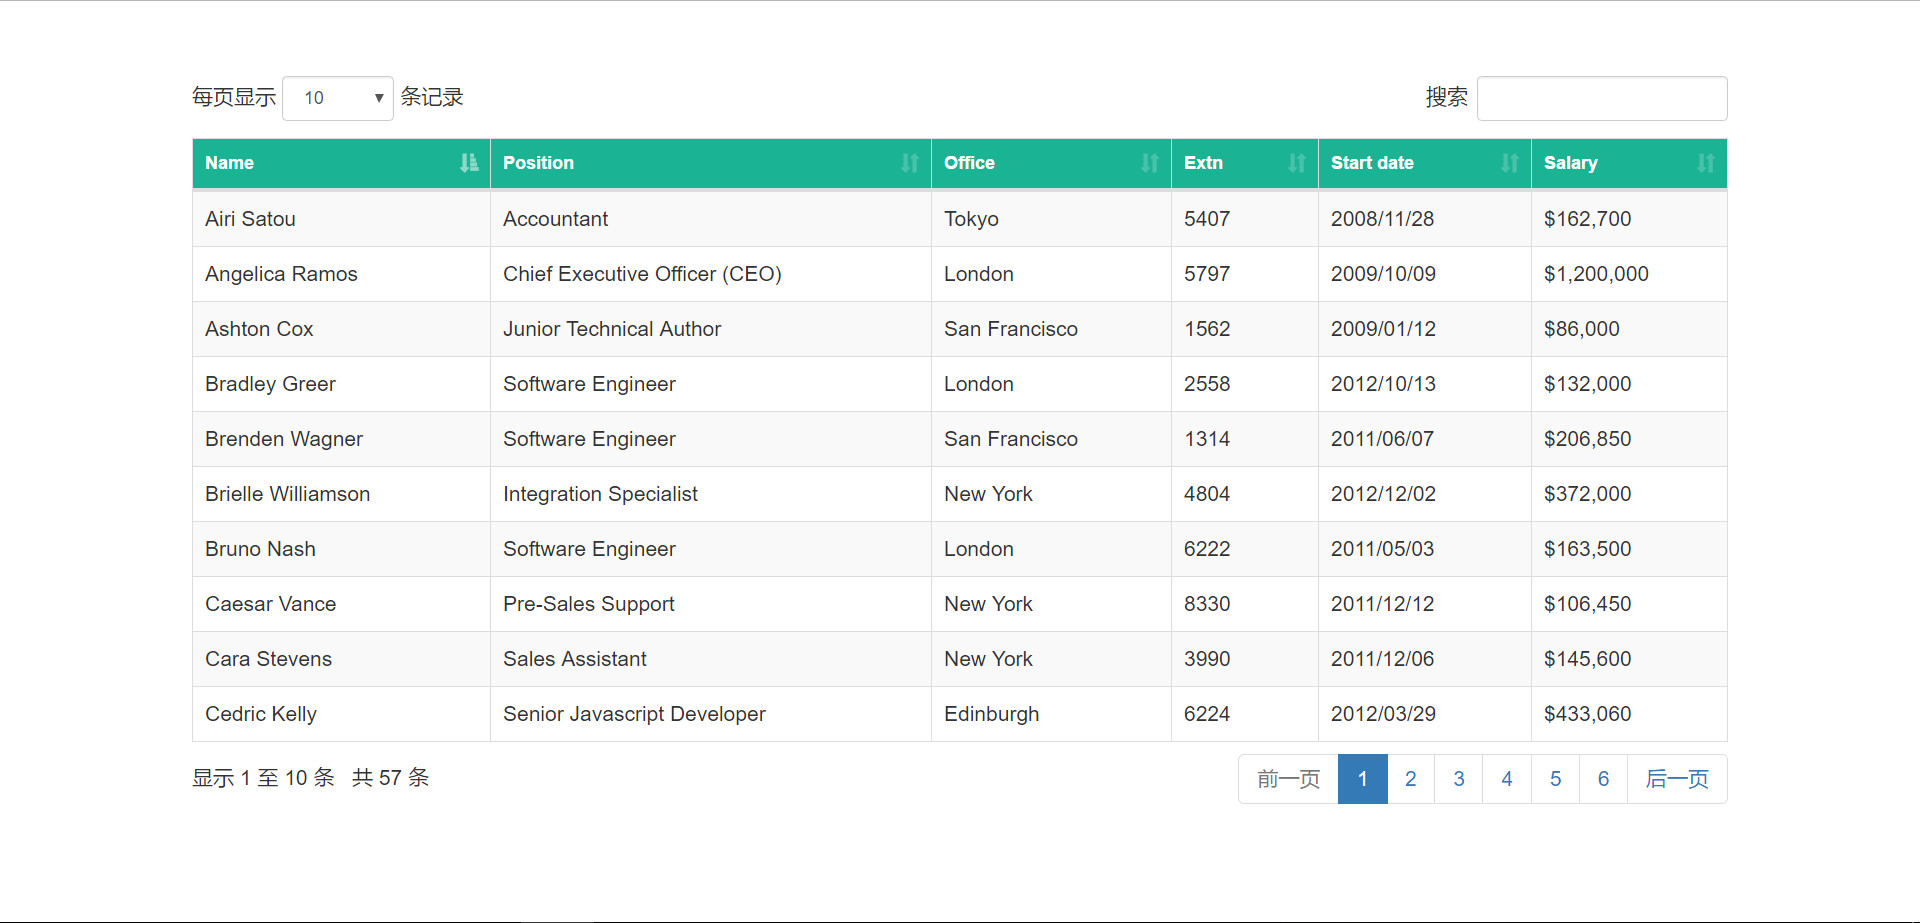 每页显示 10 条记录 搜索
Name Position Office Extn Start date Salary
Airi Satou Accountant Tokyo 5407 2008/11/28 $162,700
Angelica Ramos Chief Executive Officer (CEO) London 5797 2009/10/09 $1,200,000
Ashton Cox Junior Technical Author San Francisco 1562 2009/01/12 $86,000
Bradley Greer Software Engineer London 2558 2012/10/13 $132,000
Brenden Wagner Software Engineer San Francisco 1314 2011/06/07 $206,850
Brielle Williamson Integration Specialist New York 4804 2012/12/02 $372,000
Bruno Nash Software Engineer London 6222 2011/05/03 $163,500
Caesar Vance Pre-Sales Support New York 8330 2011/12/12 $106,450
Cara Stevens Sales Assistant New York 3990 2011/12/06 $145,600
Cedric Kelly Senior Javascript Developer Edinburgh 6224 2012/03/29 $433,060
显示 1 至 10 条 共 57 条 前一页 1 2 3 4 5 6 后一页